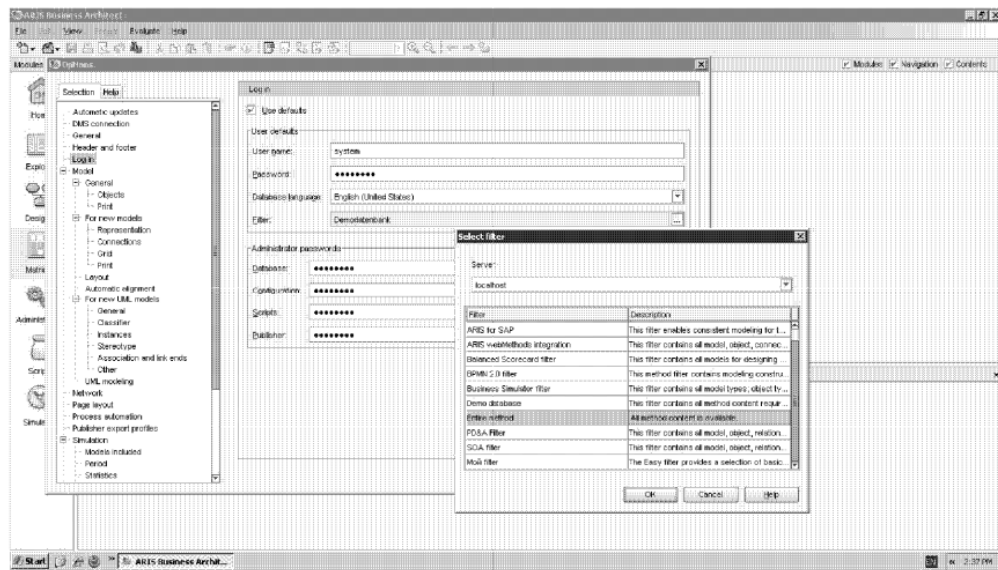 ARIS Business Architect
File Edit View Evaluate Help
Modules Options
Modules Navigation Contents
Selection Help
Automatic updates
DMS connection
General
Header and footer
Log in
Model
General
Objects
Print
For new models
Representation
Connections
Grid
Print
Layout
Automatic alignment
For new UML models
General
Classifier
Instances
Stereotype
Association and link ends
Other
UML modeling
Network
Page layout
Process automation
Publisher export profiles
Simulation
Models included
Period
Statistics
Log in
Use defaults
User defaults
User name: system
Password: ●●●●●●●●
Database language: English (United States)
Filter: Demodatenbank ...
Administrator passwords
Database: ●●●●●●●●
Configuration: ●●●●●●●●
Scripts: ●●●●●●●●
Publisher: ●●●●●●●●
Select filter
Server:
localhost
Filter Description
ARIS for SAP This filter enables consistent modeling for t...
ARIS webMethods integration This filter contains all model, object, connec...
Balanced Scorecard filter This filter contains all models for designing ...
BPMN 2.0 filter This method filter contains modeling constru...
Business Simulator filter This filter contains all model types, object ty...
Demo database This filter contains all method content requir...
Entire method All method content is available.
PD&A Filter This filter contains all model, object, relation...
SOA filter This filter contains all model, object, relation...
Мой filter The Easy filter provides a selection of basic...
OK Cancel Help
Start ARIS Business Archit... EN « 2:37 PM